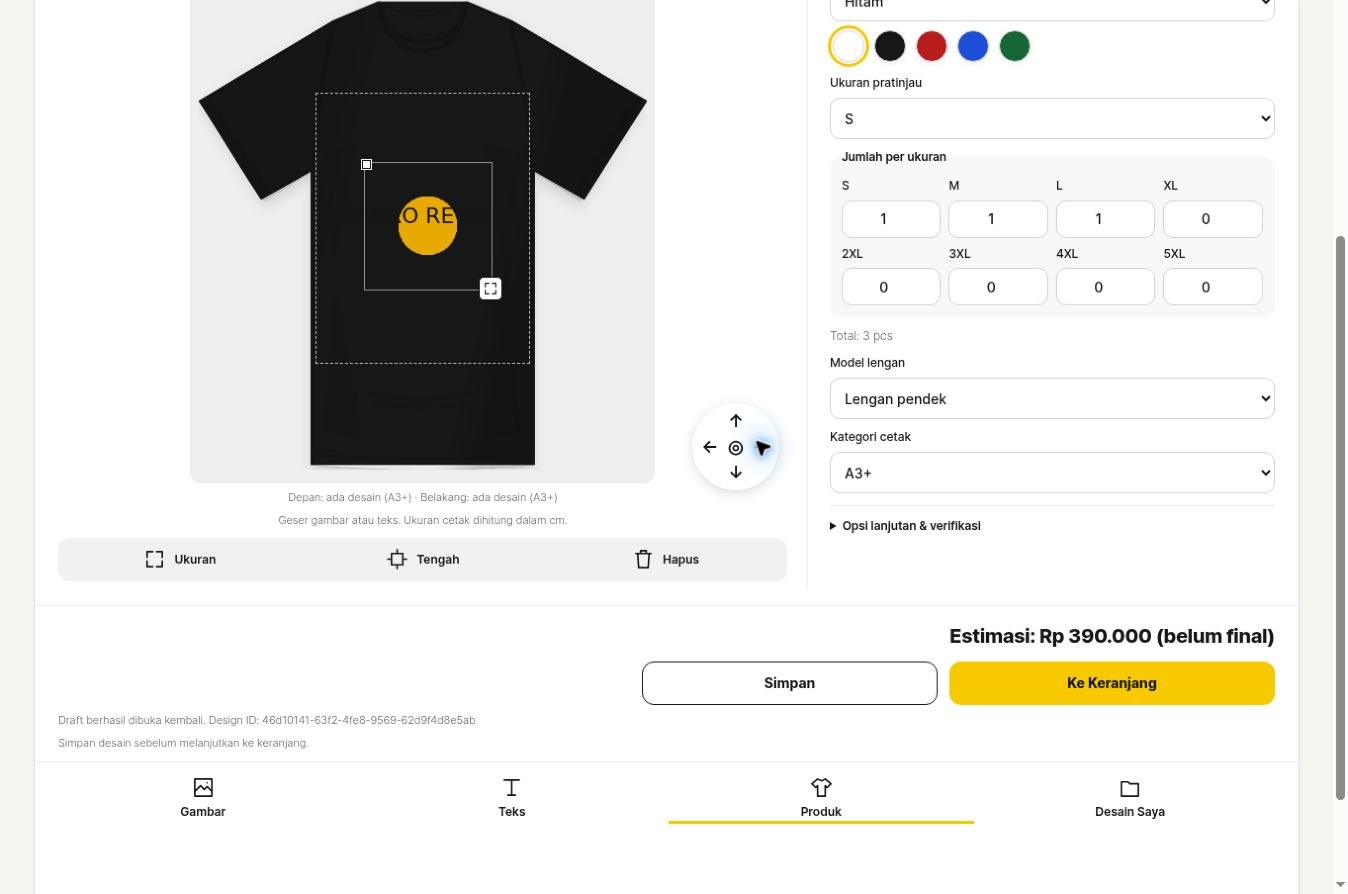 Hitam
Ukuran pratinjau
S
Jumlah per ukuran
S M L XL
1 1 1 0
2XL 3XL 4XL 5XL
0 0 0 0
Total: 3 pcs
Model lengan
Lengan pendek
Kategori cetak
A3+
Opsi lanjutan & verifikasi
O RE
Depan: ada desain (A3+) · Belakang: ada desain (A3+)
Geser gambar atau teks. Ukuran cetak dihitung dalam cm.
Ukuran Tengah Hapus
Estimasi: Rp 390.000 (belum final)
Simpan Ke Keranjang
Draft berhasil dibuka kembali. Design ID: 46d10141-63f2-4fe8-9569-62d9f4d8e5ab
Simpan desain sebelum melanjutkan ke keranjang.
Gambar Teks Produk Desain Saya